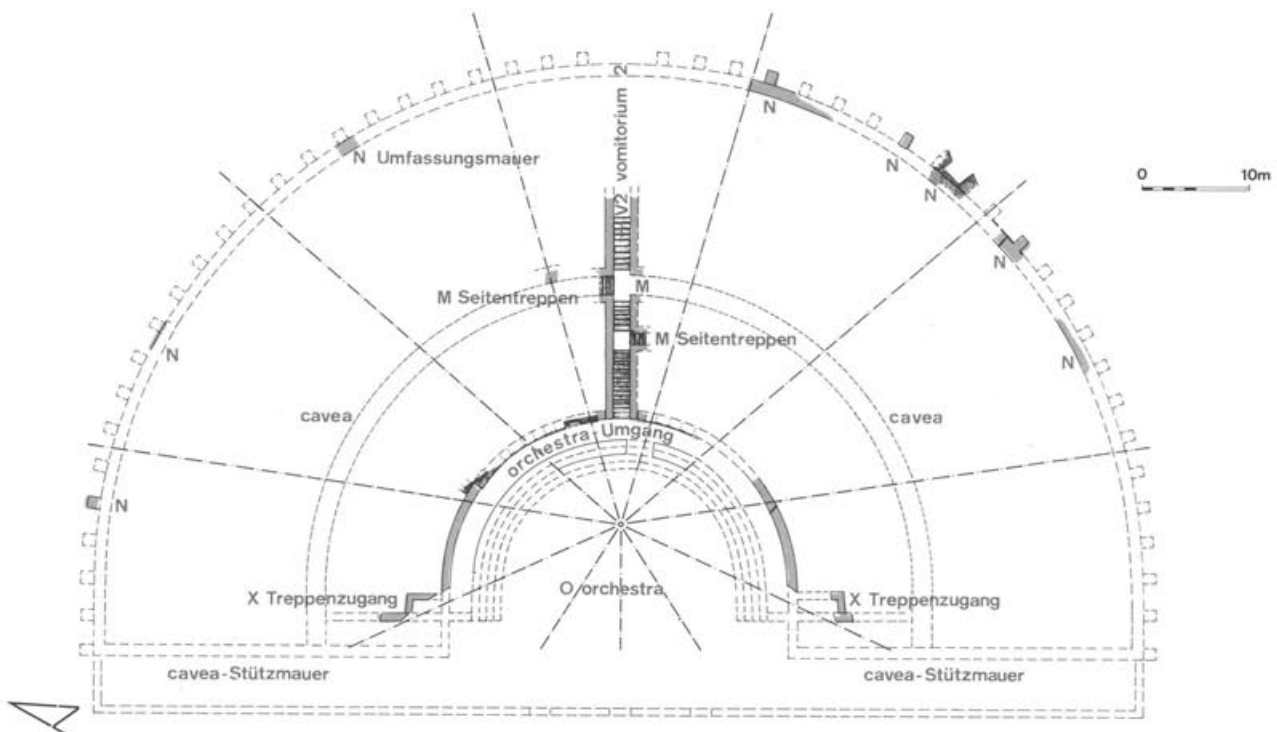 2
V2 vomitorium
N
N Umfassungsmauer
N
N
0 10m
N
M Seitentreppen
M
M Seitentreppen
N
N
cavea
cavea
orchestra-Umgang
N
O orchestra
X Treppenzugang
X Treppenzugang
cavea-Stützmauer
cavea-Stützmauer